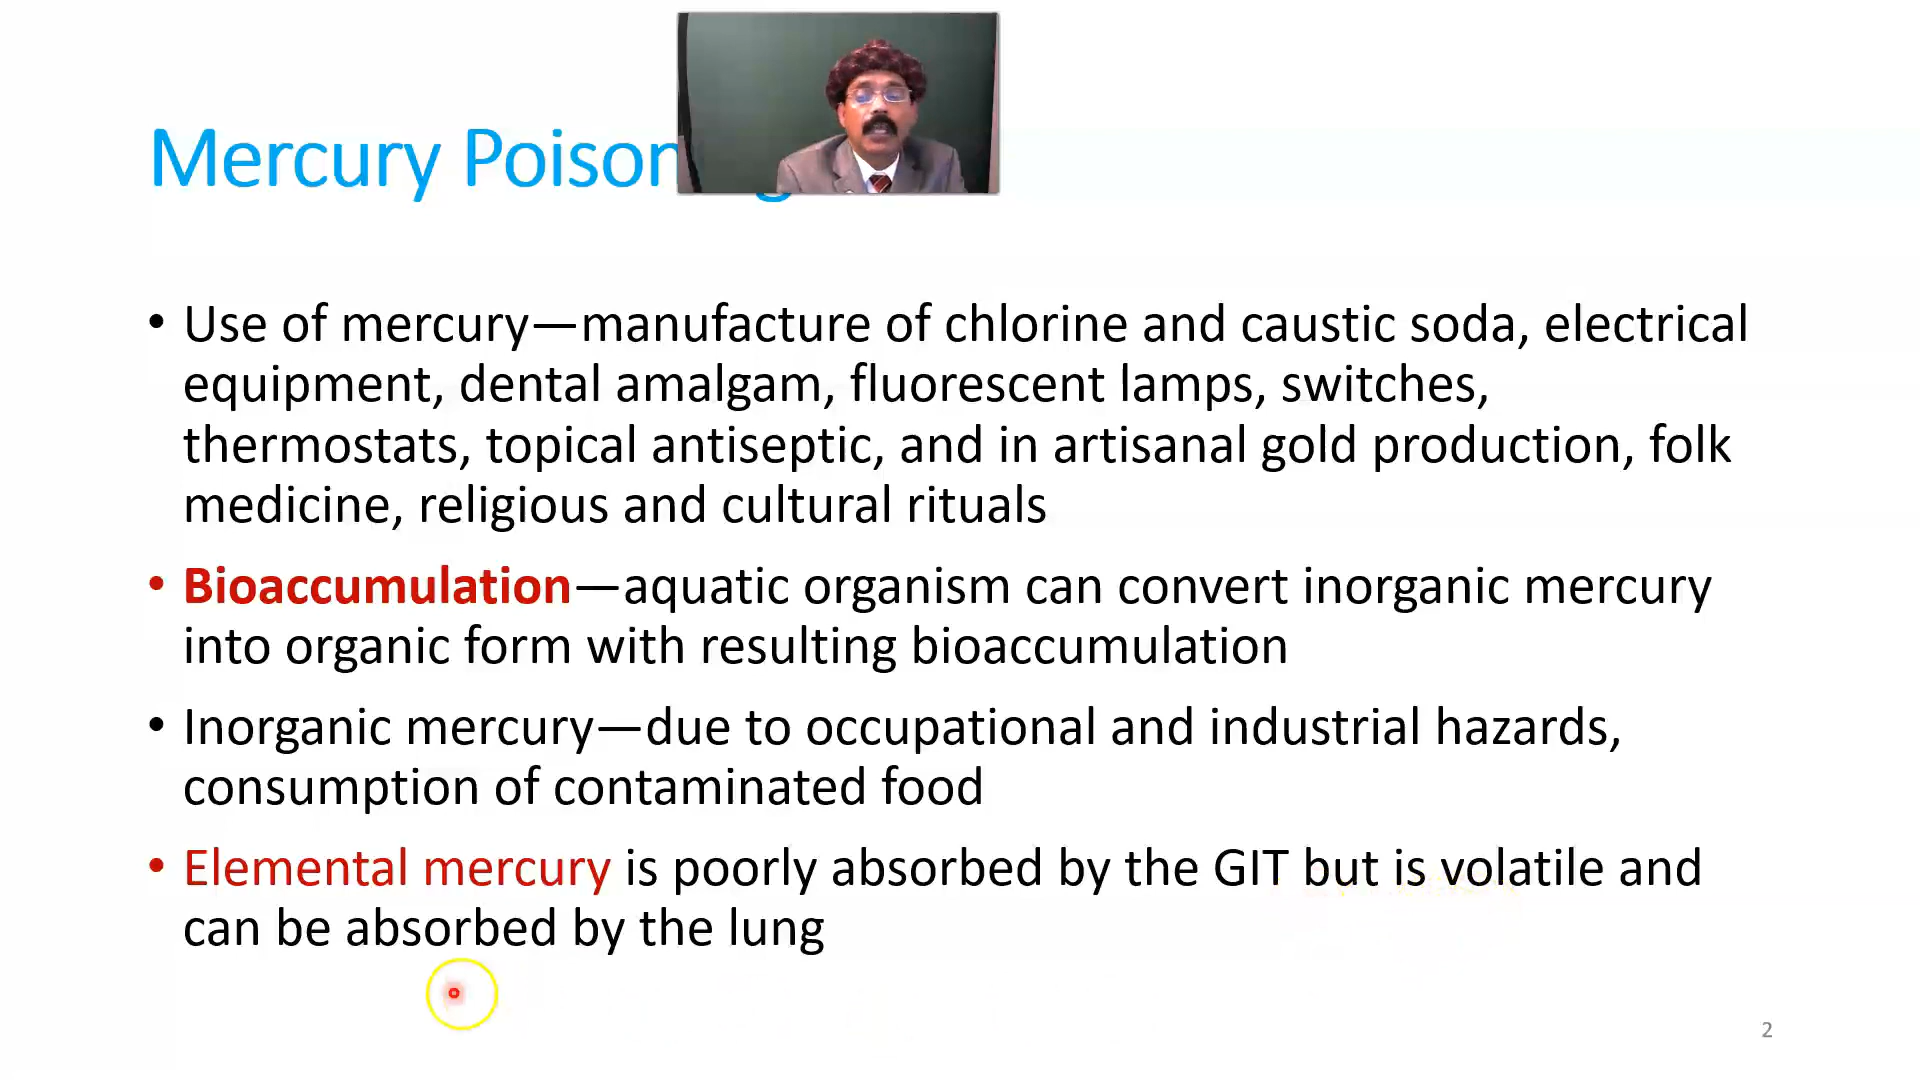 Mercury Poison
• Use of mercury—manufacture of chlorine and caustic soda, electrical
equipment, dental amalgam, fluorescent lamps, switches,
thermostats, topical antiseptic, and in artisanal gold production, folk
medicine, religious and cultural rituals
• Bioaccumulation—aquatic organism can convert inorganic mercury
into organic form with resulting bioaccumulation
• Inorganic mercury—due to occupational and industrial hazards,
consumption of contaminated food
• Elemental mercury is poorly absorbed by the GIT but is volatile and
can be absorbed by the lung
2